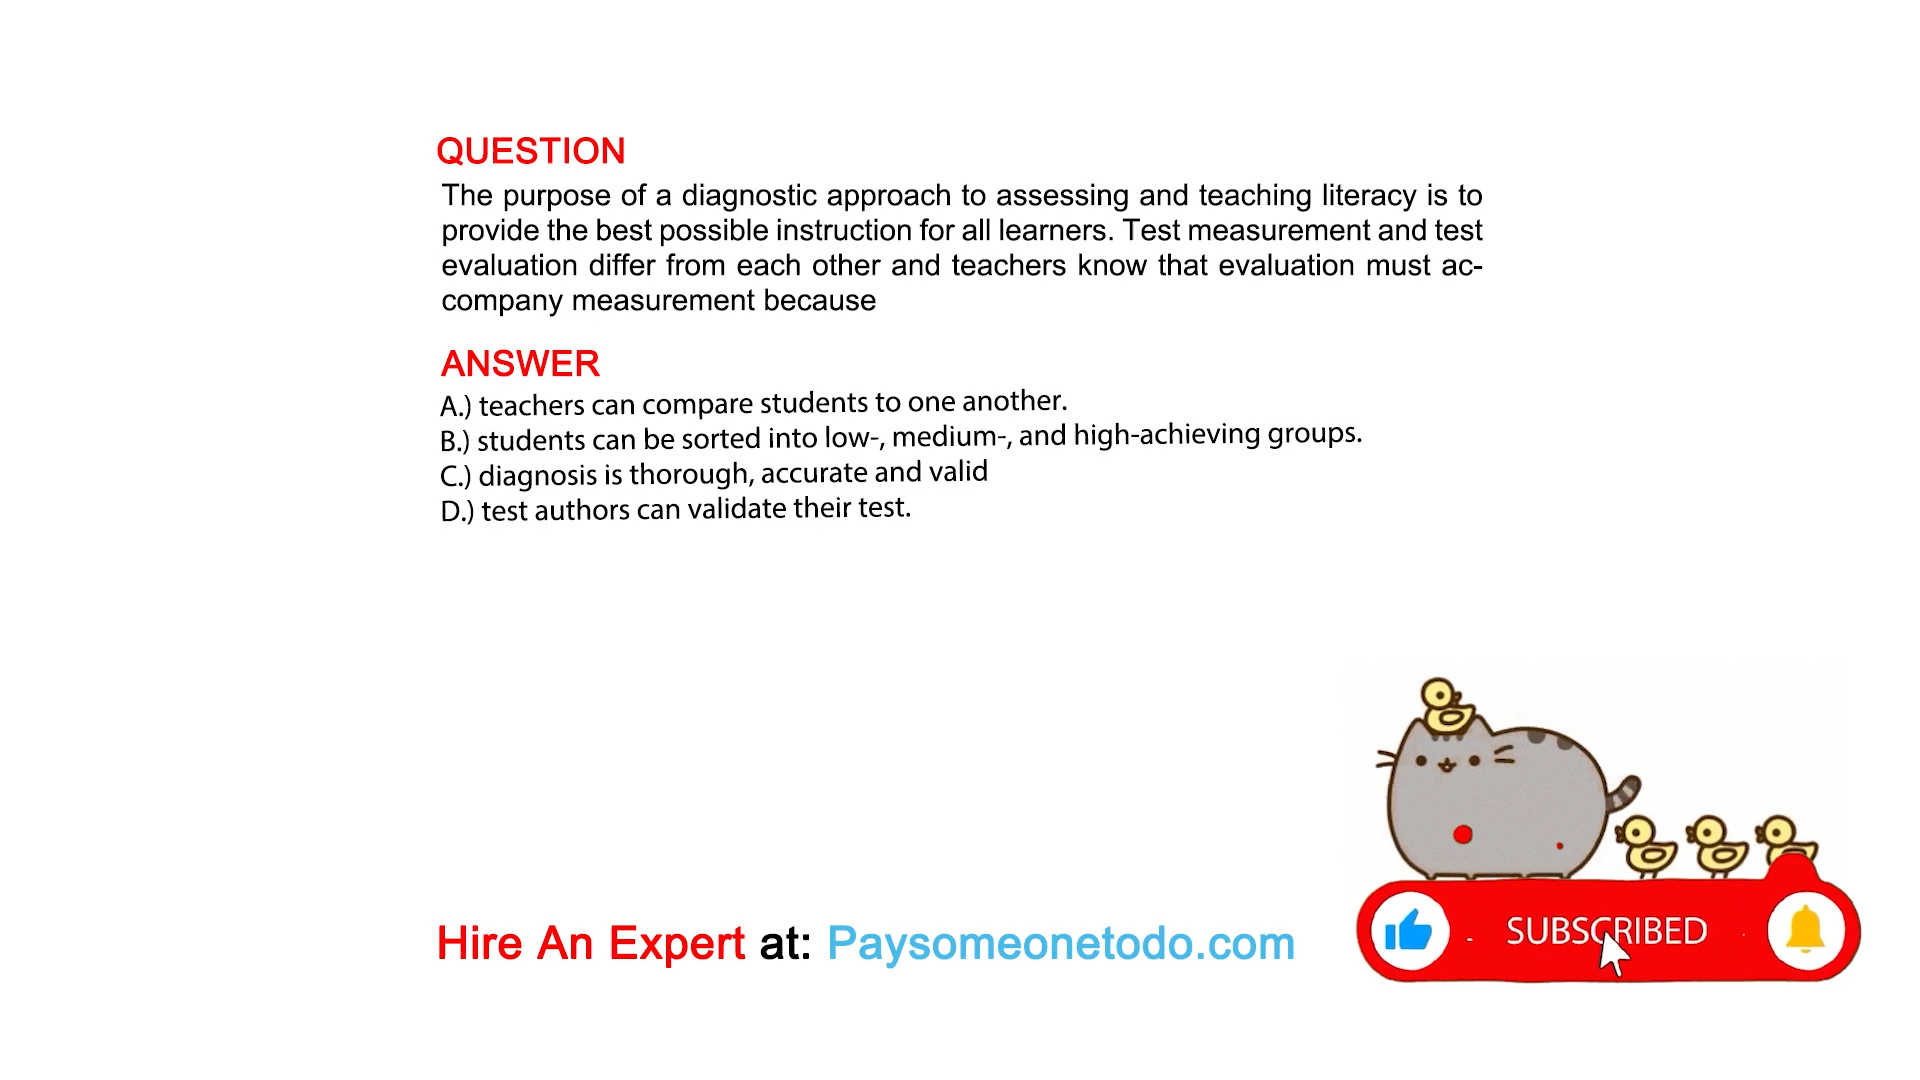 QUESTION
The purpose of a diagnostic approach to assessing and teaching literacy is to
provide the best possible instruction for all learners. Test measurement and test
evaluation differ from each other and teachers know that evaluation must ac-
company measurement because
ANSWER
A.) teachers can compare students to one another.
B.) students can be sorted into low-, medium-, and high-achieving groups.
C.) diagnosis is thorough, accurate and valid
D.) test authors can validate their test.
Hire An Expert at: Paysomeonetodo.com
SUBSCRIBED